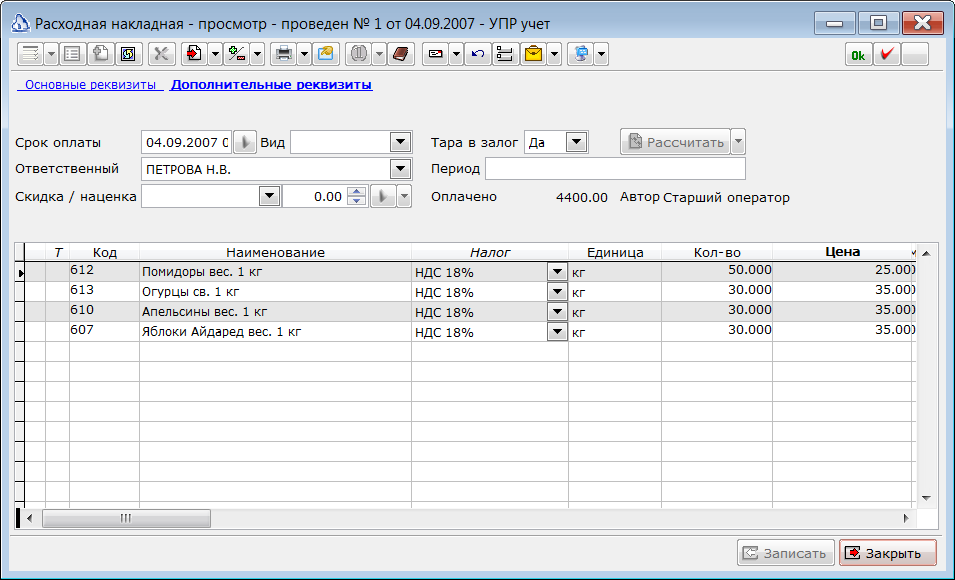 Расходная накладная - просмотр - проведен № 1 от 04.09.2007 - УПР учет
Ok
Основные реквизиты Дополнительные реквизиты
Срок оплаты 04.09.2007 Вид Тара в залог Да Рассчитать
Ответственный ПЕТРОВА Н.В. Период
Скидка / наценка 0.00 Оплачено 4400.00 Автор Старший оператор
Т Код Наименование Налог Единица Кол-во Цена
612 Помидоры вес. 1 кг НДС 18% кг 50.000 25.000
613 Огурцы св. 1 кг НДС 18% кг 30.000 35.000
610 Апельсины вес. 1 кг НДС 18% кг 30.000 35.000
607 Яблоки Айдаред вес. 1 кг НДС 18% кг 30.000 35.000
Записать Закрыть